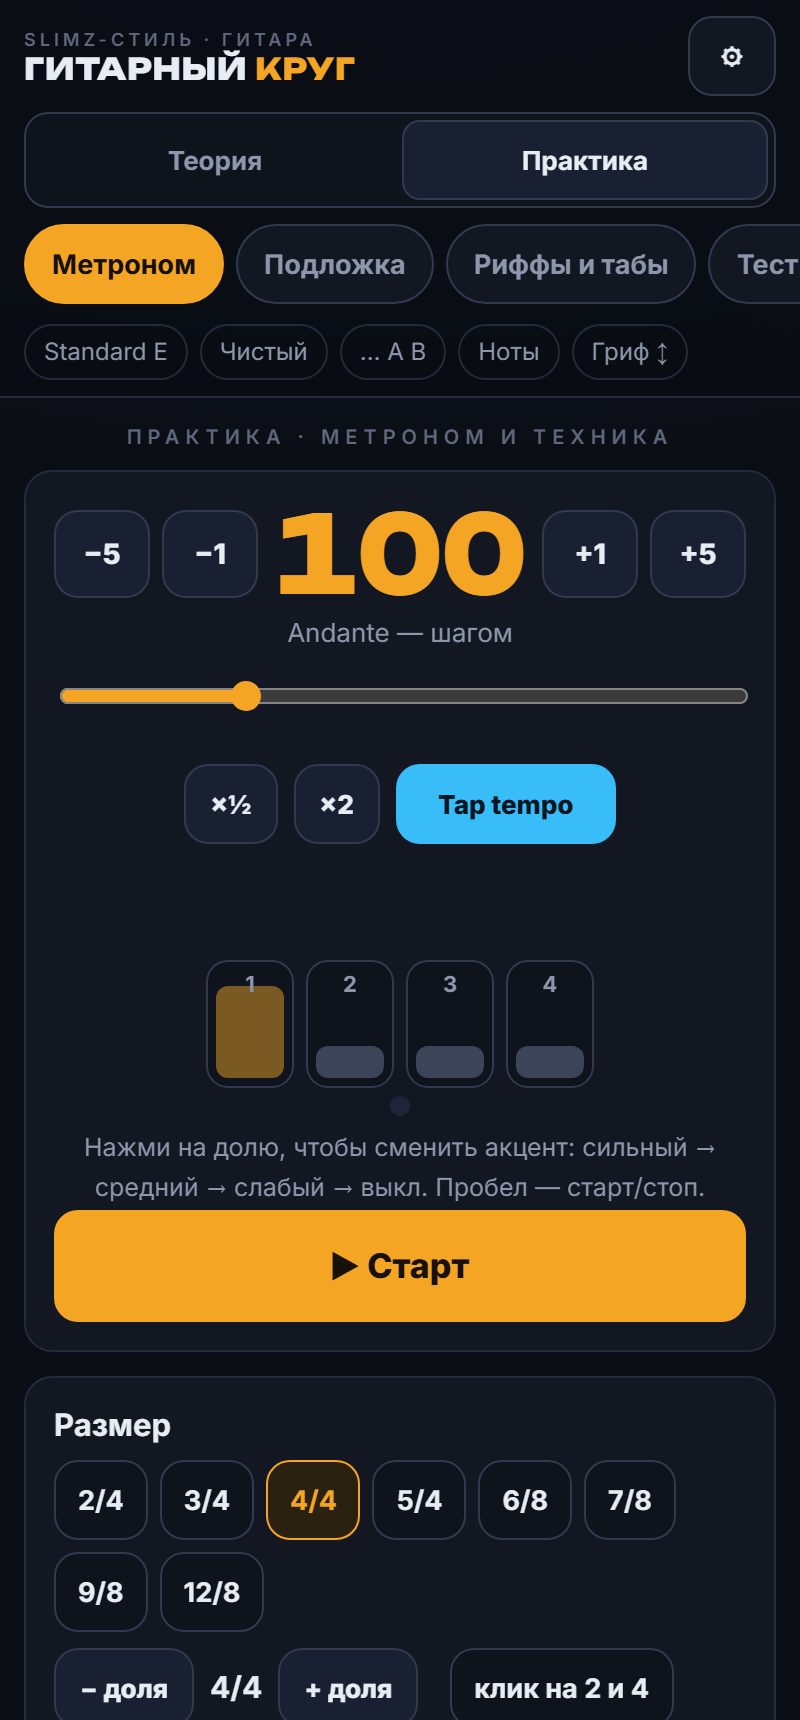 SLIMZ-СТИЛЬ · ГИТАРА
ГИТАРНЫЙ КРУГ
Теория Практика
Метроном Подложка Риффы и табы Тест
Standard E Чистый ... A B Ноты Гриф ↕
ПРАКТИКА · МЕТРОНОМ И ТЕХНИКА
−5 −1 100 +1 +5
Andante — шагом
×½ ×2 Tap tempo
1 2 3 4
Нажми на долю, чтобы сменить акцент: сильный →
средний → слабый → выкл. Пробел — старт/стоп.
▶ Старт
Размер
2/4 3/4 4/4 5/4 6/8 7/8
9/8 12/8
− доля 4/4 + доля клик на 2 и 4